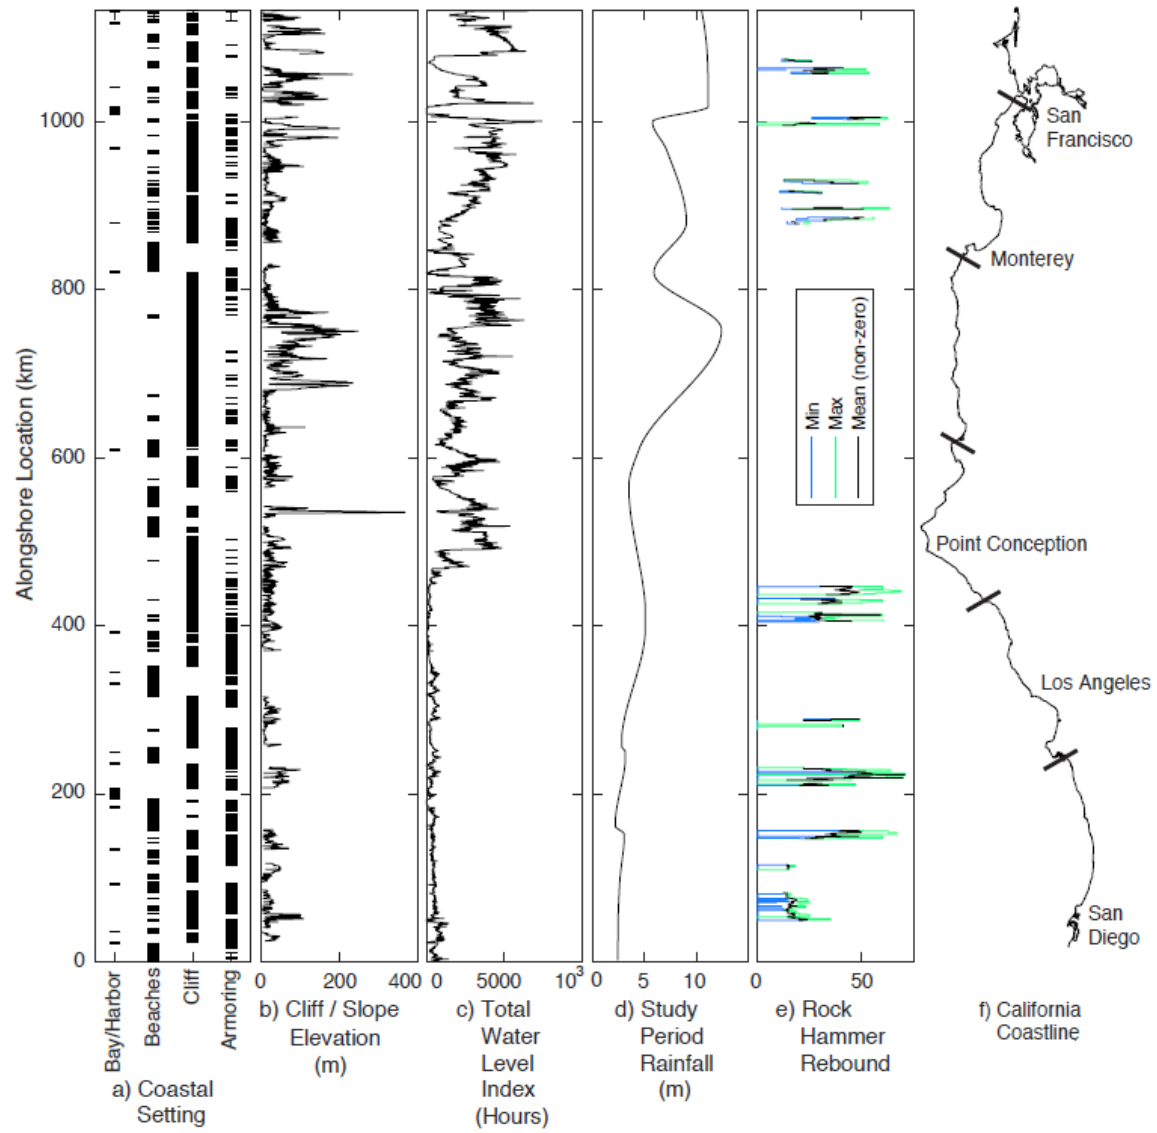 Alongshore Location (km)
1000
800
600
400
200
0
Bay/Harbor
Beaches
Cliff
Armoring
a) Coastal
Setting
0
200
400
b) Cliff / Slope
Elevation
(m)
0
5000
10³
c) Total
Water
Level
Index
(Hours)
0
5
10
d) Study
Period
Rainfall
(m)
0
50
e) Rock
Hammer
Rebound
Min
Max
Mean (non-zero)
San
Francisco
Monterey
Point Conception
Los Angeles
San
Diego
f) California
Coastline